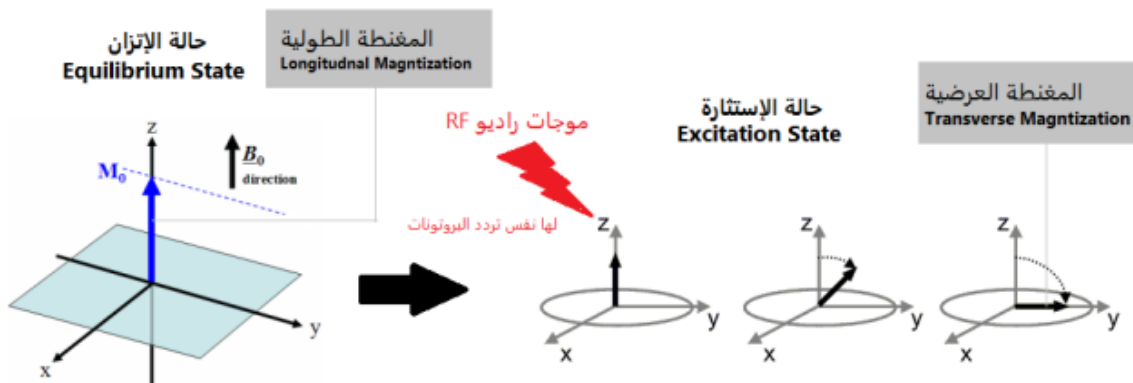 حالة الإتزان
Equilibrium State
المغنطة الطولية
Longitudnal Magntization
z
B0
direction
M0
y
x
موجات راديو RF
لها نفس تردد البروتونات
حالة الإستثارة
Excitation State
المغنطة العرضية
Transverse Magntization
z
y
x
z
y
x
z
y
x